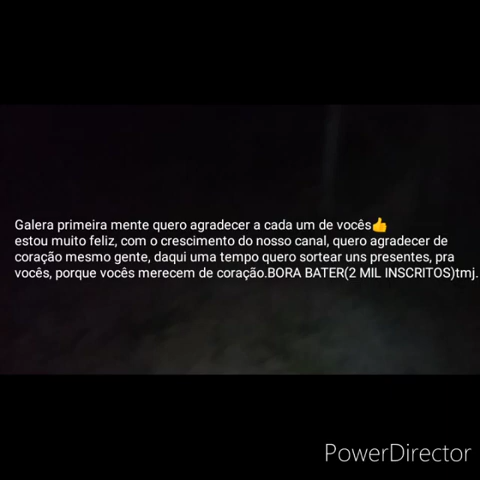 Galera primeira mente quero agradecer a cada um de vocês👍
estou muito feliz, com o crescimento do nosso canal, quero agradecer de
coração mesmo gente, daqui uma tempo quero sortear uns presentes, pra
vocês, porque vocês merecem de coração.BORA BATER(2 MIL INSCRITOS)tmj.
PowerDirector